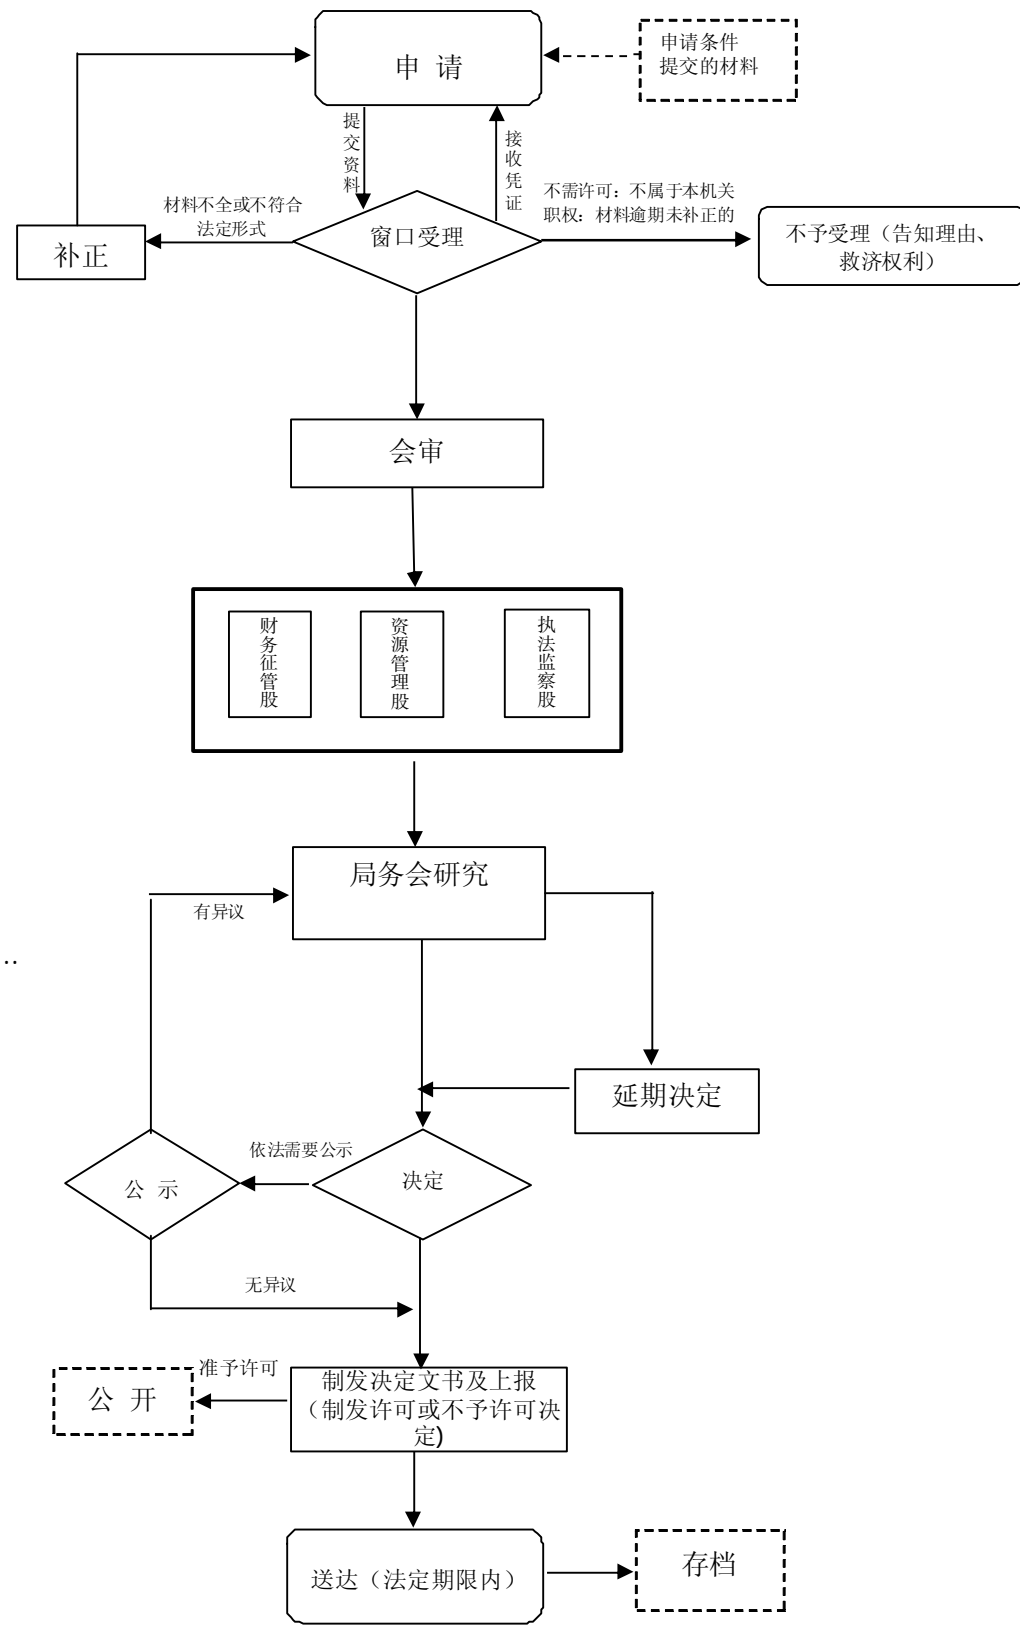 申 请
申请条件
提交的材料
提交资料
接收凭证
材料不全或不符合
法定形式
补正
窗口受理
不需许可：不属于本机关
职权：材料逾期未补正的
不予受理（告知理由、
救济权利）
会审
财务征管股
资源管理股
执法监察股
局务会研究
有异议
..
延期决定
依法需要公示
公 示
决定
无异议
准予许可
公 开
制发决定文书及上报
（制发许可或不予许可决
定)
送达（法定期限内）
存档